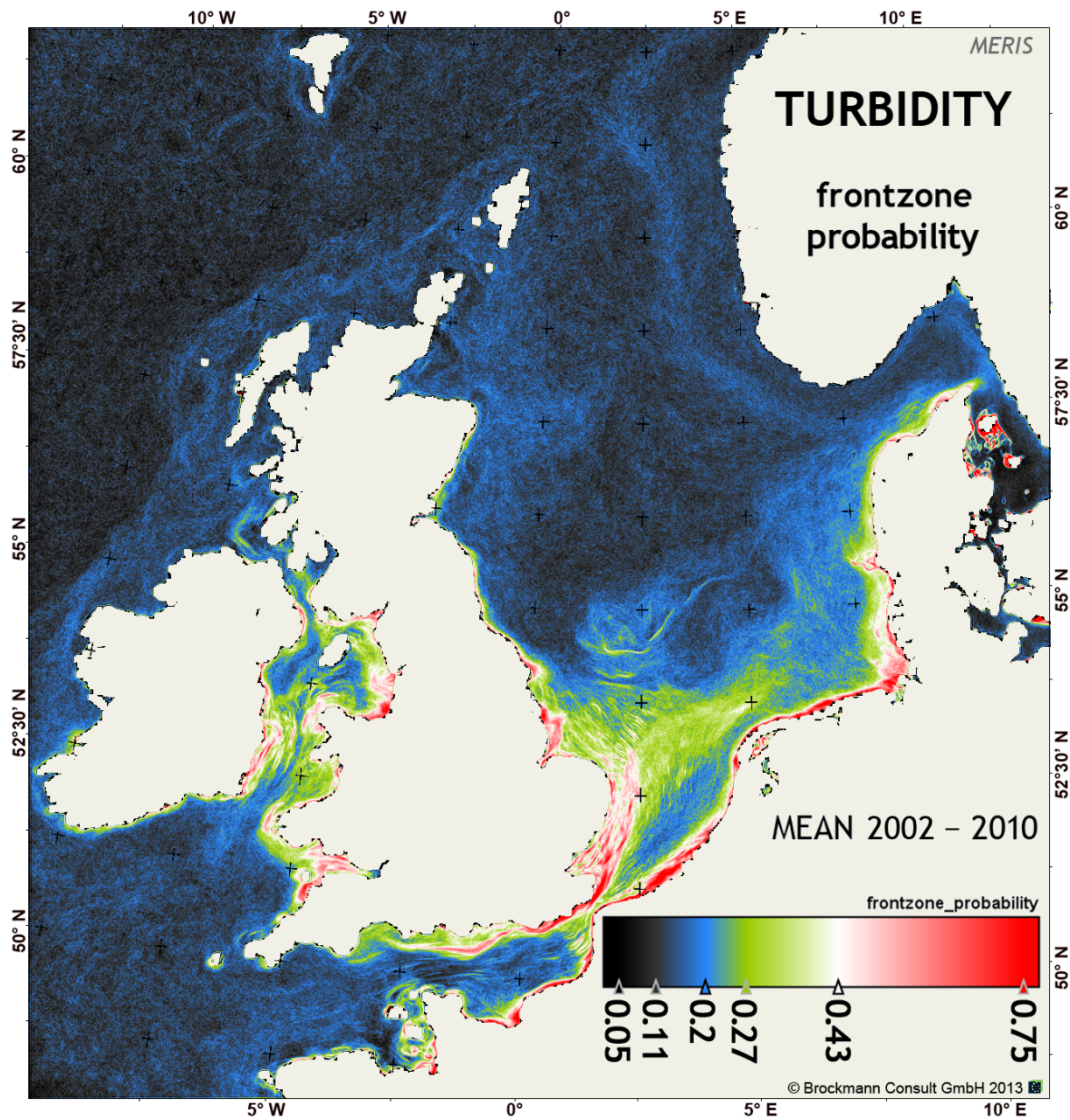 10° W 5° W 0° 5° E 10° E
MERIS
TURBIDITY
frontzone
probability
60° N
60° N
57°30' N
57°30' N
55° N
55° N
52°30' N
52°30' N
MEAN 2002 – 2010
frontzone_probability
50° N
50° N
0.05 0.11 0.2 0.27 0.43 0.75
© Brockmann Consult GmbH 2013
5° W 0° 5° E 10° E